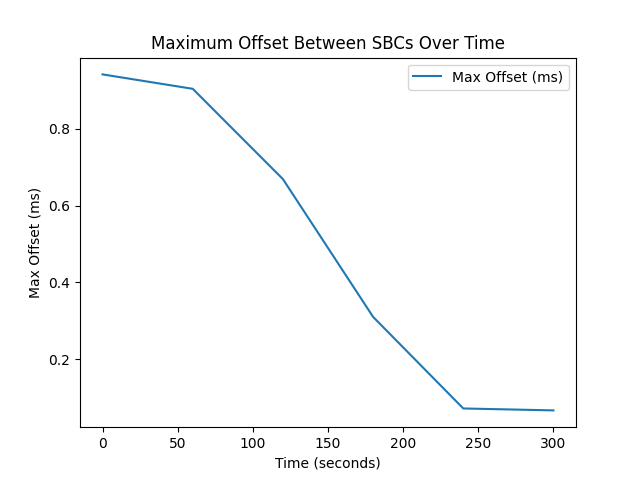 Maximum Offset Between SBCs Over Time
Max Offset (ms)
Max Offset (ms)
0.8
0.6
0.4
0.2
0 50 100 150 200 250 300
Time (seconds)